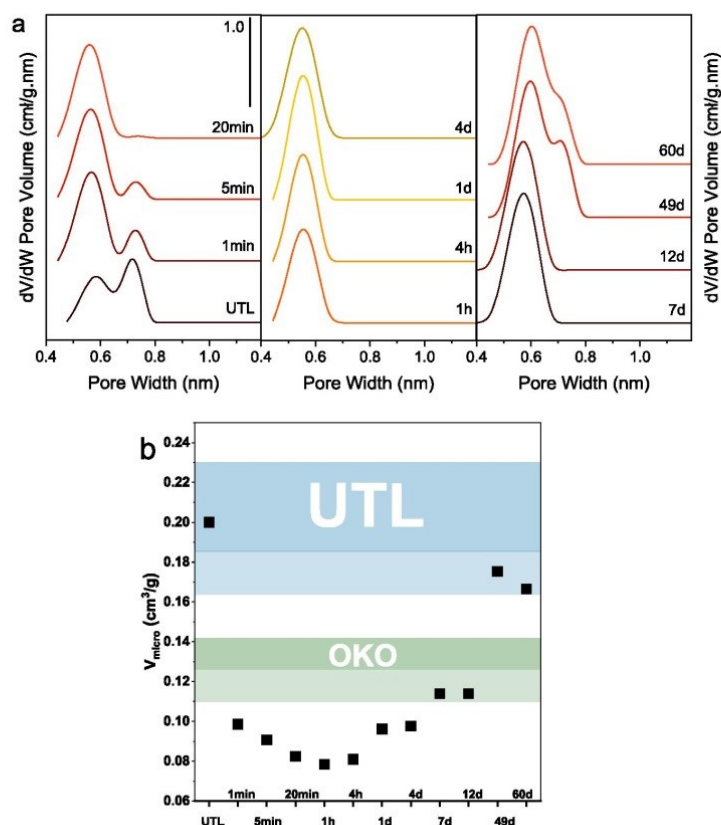 a
dV/dW Pore Volume (cmł/g.nm)
1.0
20min
5min
1min
UTL
4d
1d
4h
1h
60d
49d
12d
7d
dV/dW Pore Volume (cmł/g.nm)
0.4 0.6 0.8 1.0
0.4 0.6 0.8 1.0
0.4 0.6 0.8 1.0
Pore Width (nm)
Pore Width (nm)
Pore Width (nm)
b
Vmicro (cm³/g)
0.24
0.22
0.20
0.18
0.16
0.14
0.12
0.10
0.08
0.06
UTL
OKO
1min 20min 4h 4d 12d 60d
UTL 5min 1h 1d 7d 49d